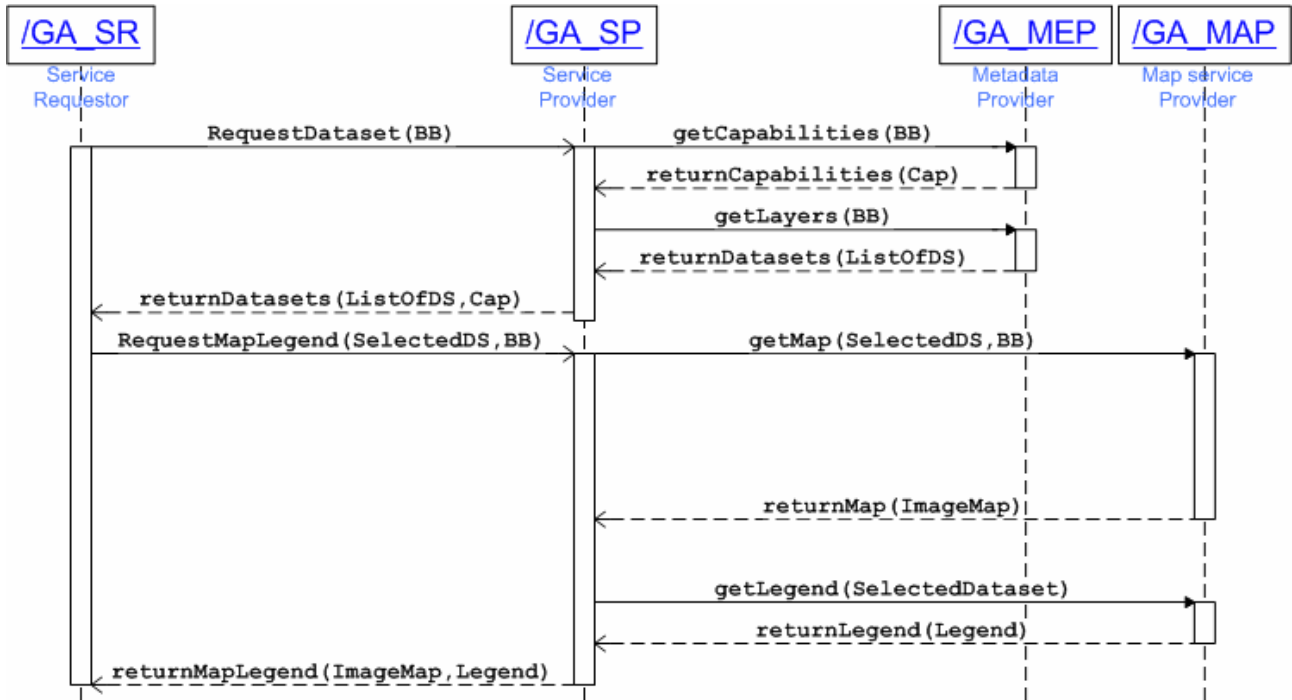 /GA_SR
/GA_SP
/GA_MEP
/GA_MAP
Service
Requestor
Service
Provider
Metadada
Provider
Map service
Provider
RequestDataset(BB)
getCapabilities(BB)
returnCapabilities(Cap)
getLayers(BB)
returnDatasets(ListOfDS)
returnDatasets(ListOfDS,Cap)
RequestMapLegend(SelectedDS,BB)
getMap(SelectedDS,BB)
returnMap(ImageMap)
getLegend(SelectedDataset)
returnLegend(Legend)
returnMapLegend(ImageMap,Legend)